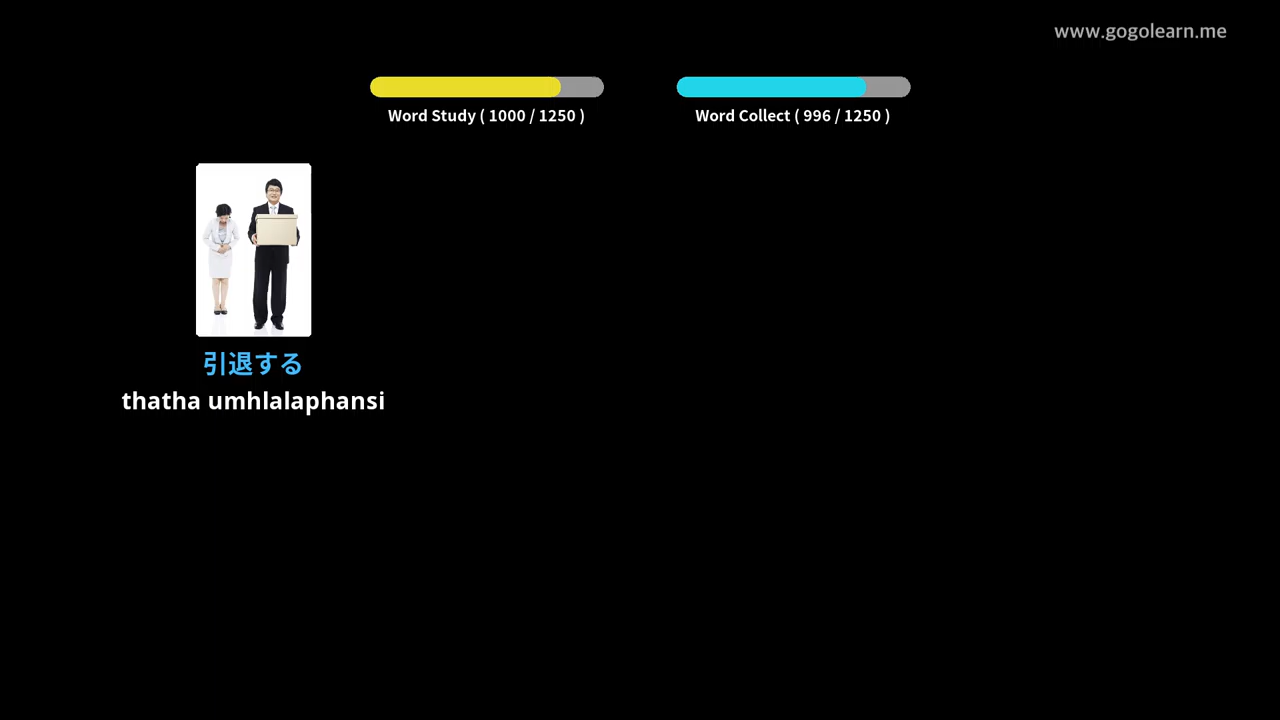 www.gogolearn.me
Word Study ( 1000 / 1250 )
Word Collect ( 996 / 1250 )
引退する
thatha umhlalaphansi